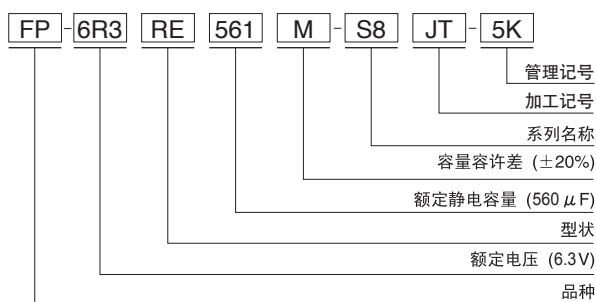 FP-6R3 RE 561 M-S8 JT-5K
管理记号
加工记号
系列名称
容量容许差 (±20%)
额定静电容量 (560μF)
型状
额定电压 (6.3V)
品种